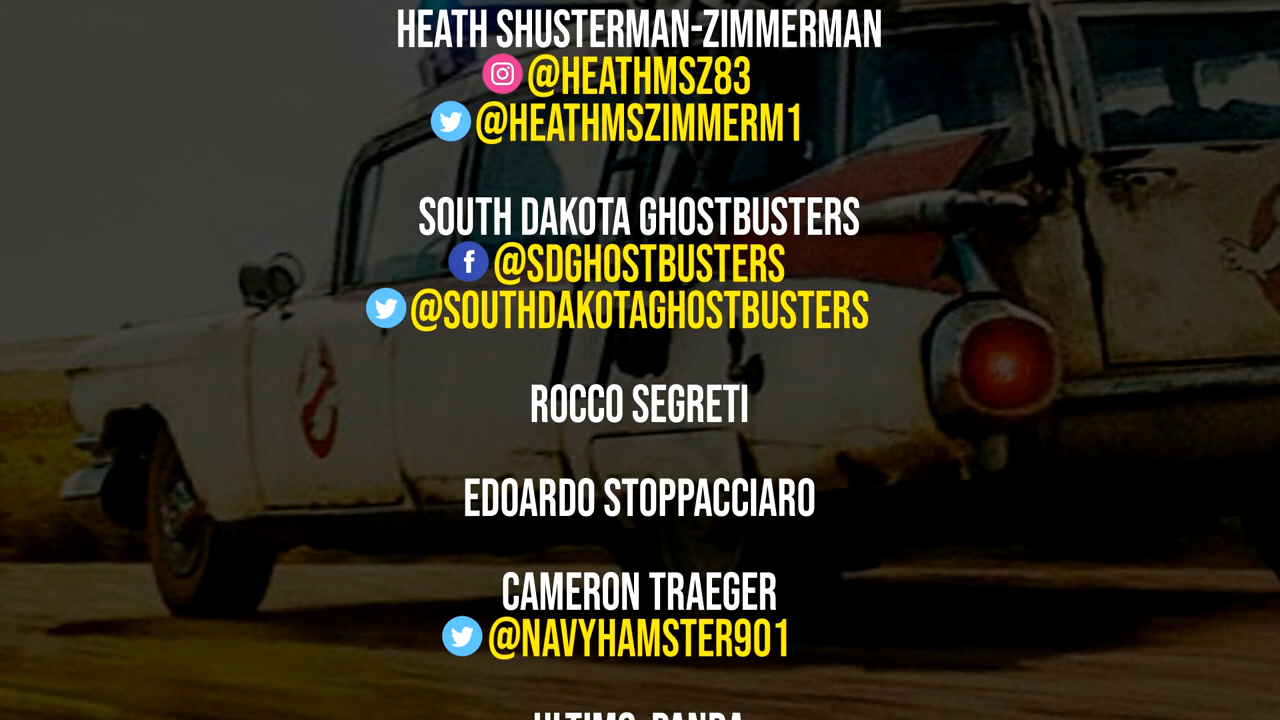 HEATH SHUSTERMAN-ZIMMERMAN
@HEATHMSZ83
@HEATHMSZIMMERM1
SOUTH DAKOTA GHOSTBUSTERS
@SDGHOSTBUSTERS
@SOUTHDAKOTAGHOSTBUSTERS
ROCCO SEGRETI
EDOARDO STOPPACCIARO
CAMERON TRAEGER
@NAVYHAMSTER901